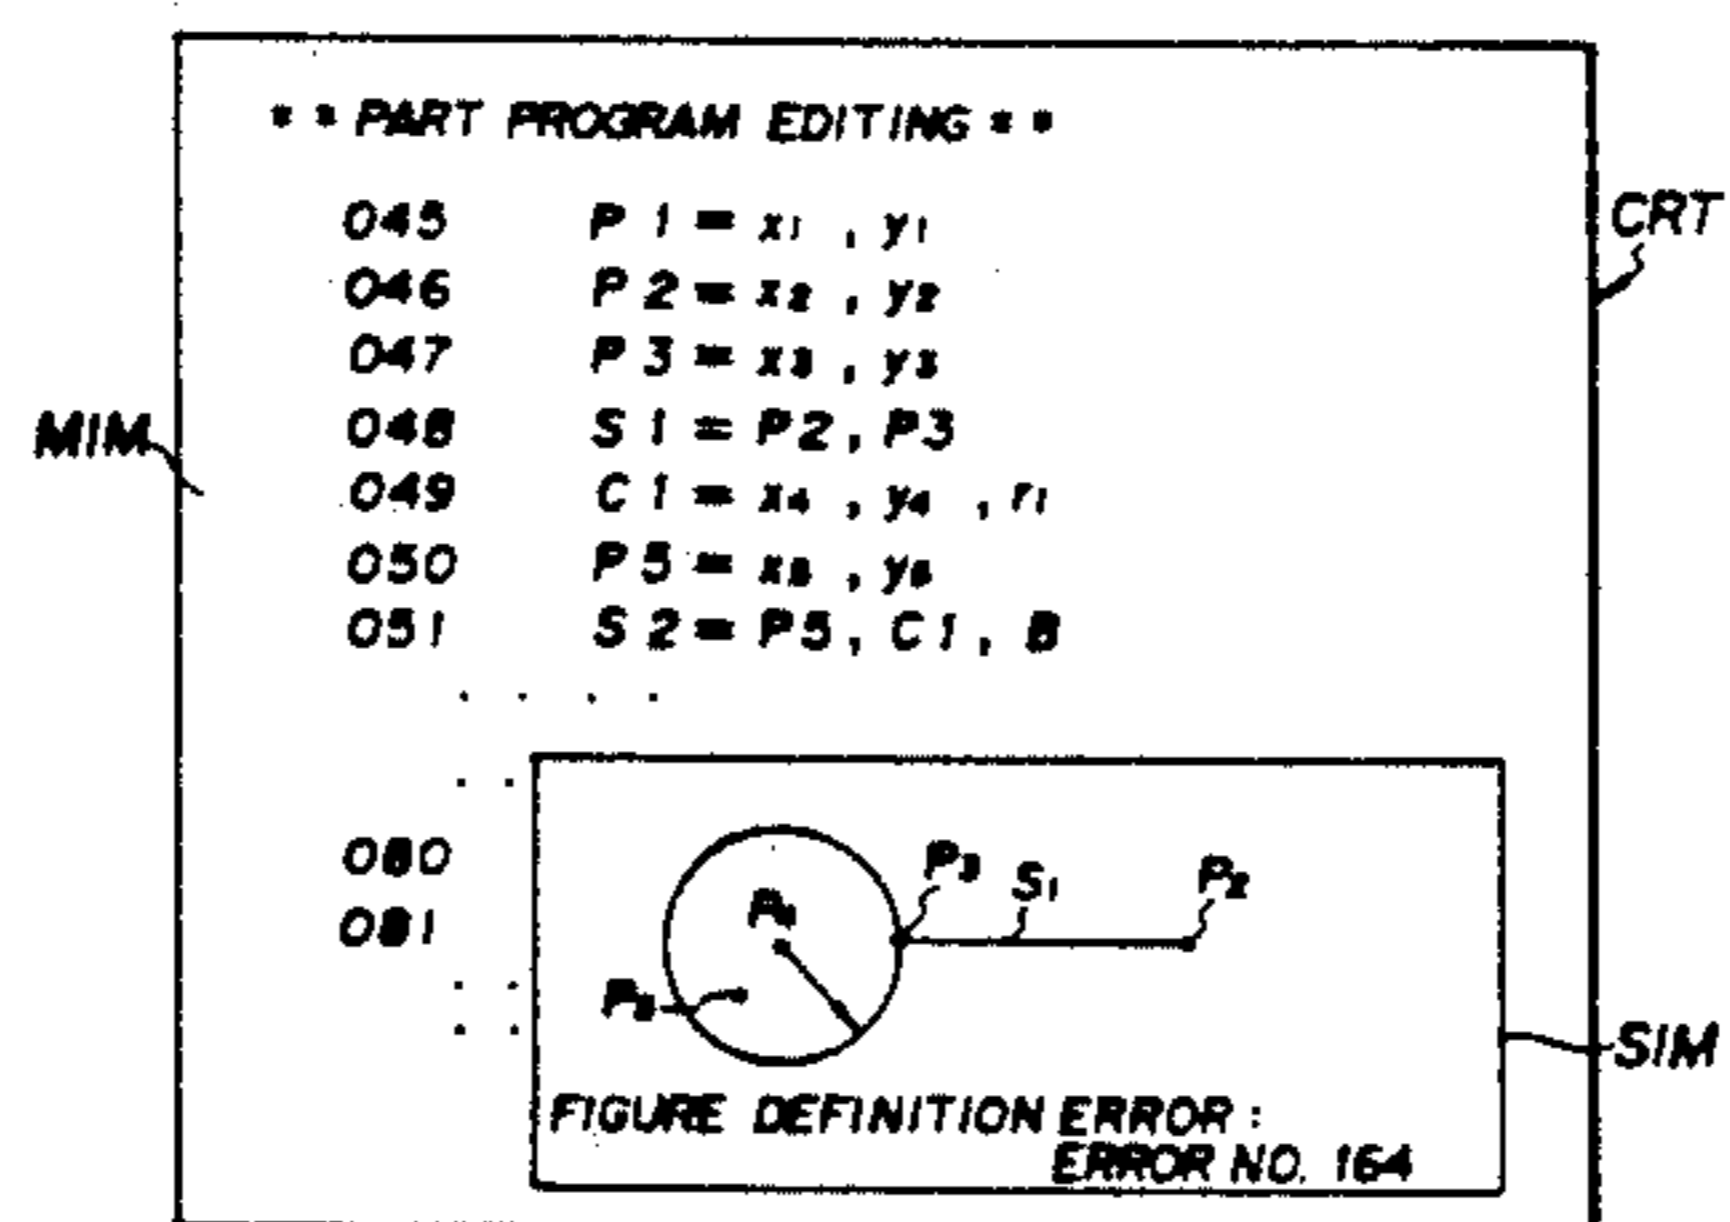 * * PART PROGRAM EDITING * *
045 P 1 = x1 , y1
CRT
046 P 2 = x2 , y2
047 P 3 = x3 , y3
MIM
048 S 1 = P2, P3
049 C 1 = x4 , y4 , r1
050 P 5 = x5 , y5
051 S 2 = P5, C1, B
. . . .
. .
080
P3 S1 P2
081
P4
P5
. .
. .
SIM
FIGURE DEFINITION ERROR :
ERROR NO. 164